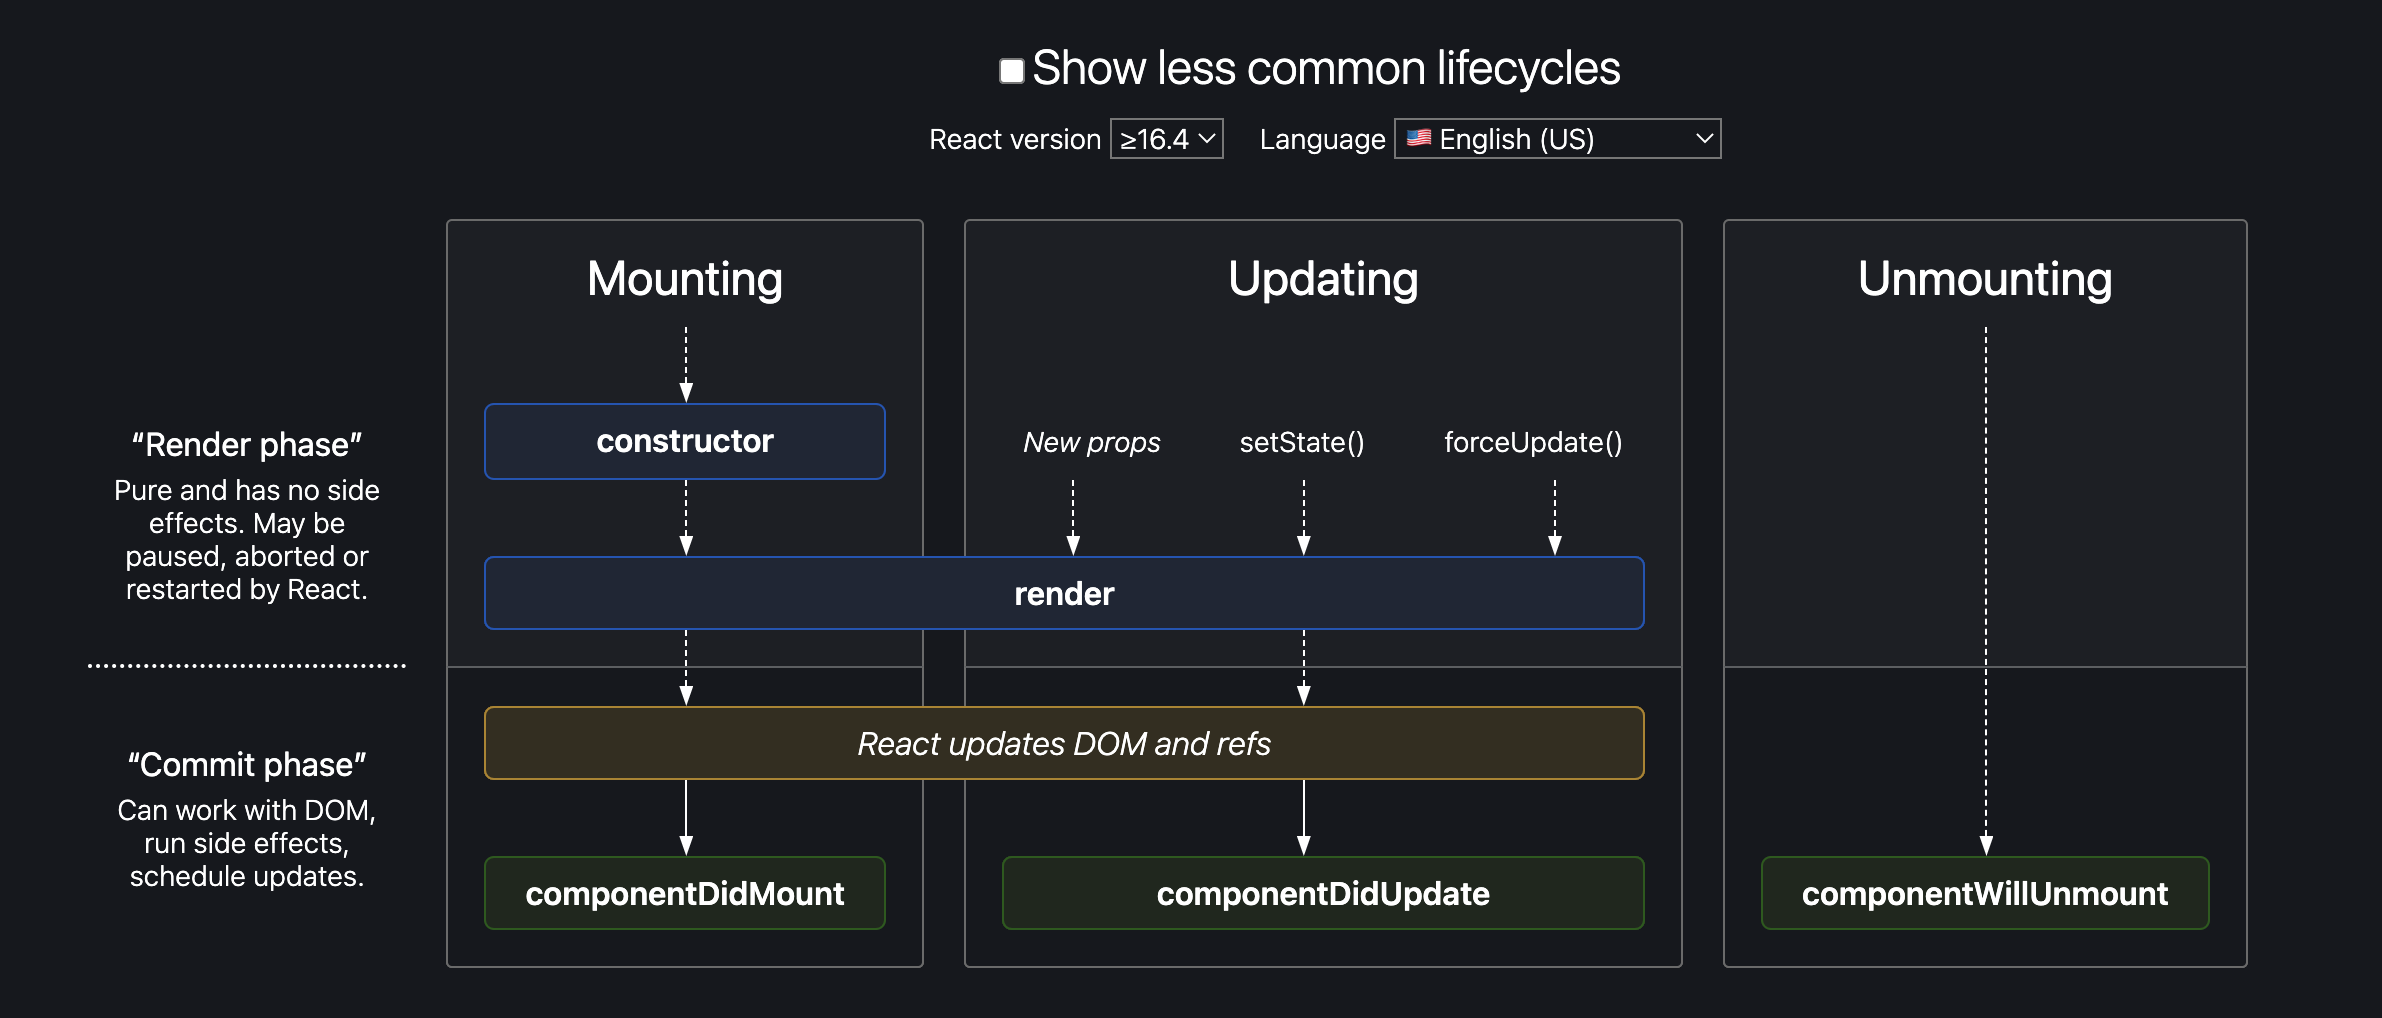 Show less common lifecycles
React version ≥16.4 Language 🇺🇸 English (US)
Mounting
Updating
Unmounting
“Render phase”
Pure and has no side
effects. May be
paused, aborted or
restarted by React.
constructor
New props
setState()
forceUpdate()
render
“Commit phase”
Can work with DOM,
run side effects,
schedule updates.
React updates DOM and refs
componentDidMount
componentDidUpdate
componentWillUnmount